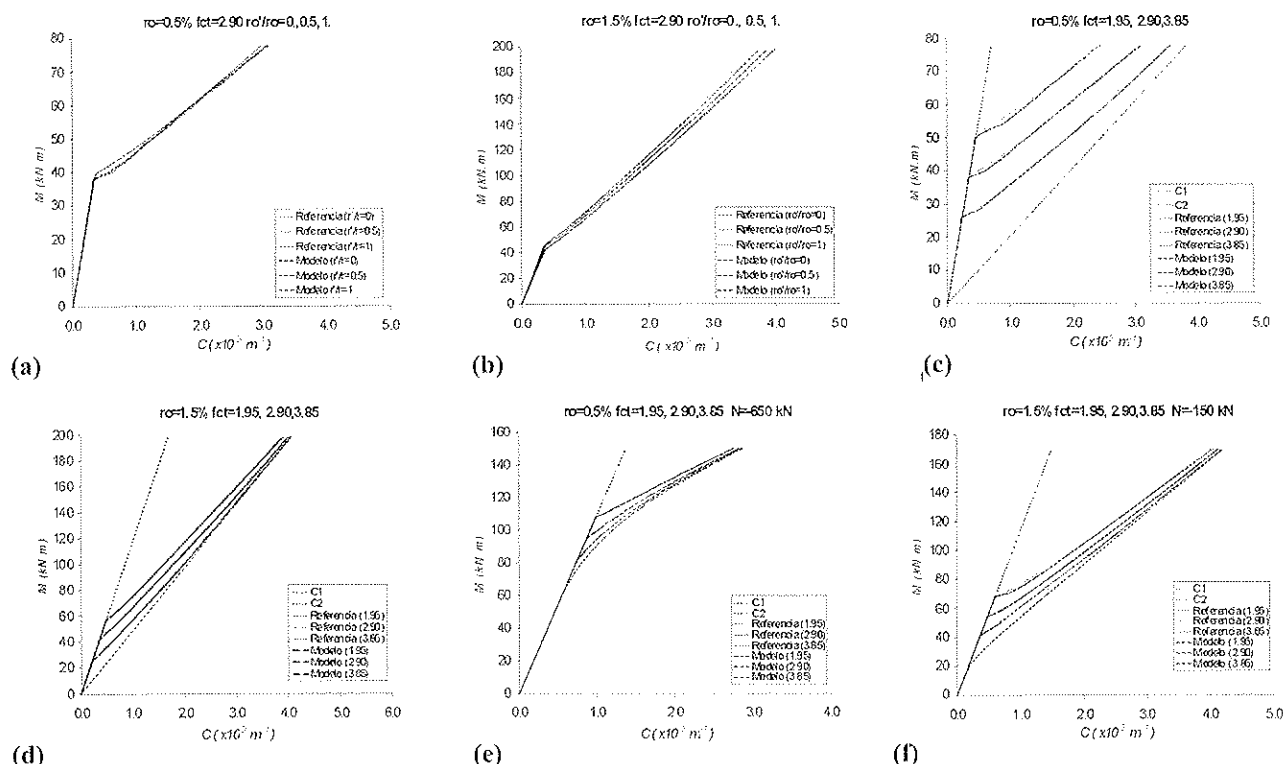 ro=0.5% fct=2.90 ro'/ro=0,0.5, 1.
M (kN.m)
80
70
60
50
40
30
20
10
0
Referencia (r'/r=0)
Referencia (r'/r=0.5)
Referencia (r'/r=1)
Modelo (r'/r=0)
Modelo (r'/r=0.5)
Modelo r'/r=1
0.0 1.0 2.0 3.0 4.0 5.0
(a)
ro=1.5% fct=2.90 ro'/ro=0., 0.5, 1.
M (kN.m)
200
180
160
140
120
100
80
60
40
20
0
Referencia (ro'/ro=0)
Referencia (ro'/ro=0.5)
Referencia (ro'/ro=1)
Modelo (ro'/ro=0)
Modelo (ro'/ro=0.5)
Modelo (ro'/ro=1)
0.0 1.0 2.0 3.0 4.0 5.0
(b)
ro=0.5% fct=1.95, 2.90,3.85
M (kN.m)
80
70
60
50
40
30
20
10
0
C1
C2
Referencia (1.95)
Referencia (2.90)
Referencia (3.85)
Modelo (1.95)
Modelo (2.90)
Modelo (3.85)
0.0 1.0 2.0 3.0 4.0 5.0
(c)
ro=1.5% fct=1.95, 2.90,3.85
M (kN.m)
200
180
160
140
120
100
80
60
40
20
0
C1
C2
Referencia (1.95)
Referencia (2.90)
Referencia (3.85)
Modelo (1.95)
Modelo (2.90)
Modelo (3.85)
0.0 1.0 2.0 3.0 4.0 5.0 6.0
(d)
ro=0.5% fct=1.95, 2.90,3.85 N=-650 kN
M (kN.m)
160
140
120
100
80
60
40
20
0
C1
C2
Referencia (1.95)
Referencia (2.90)
Referencia (3.85)
Modelo (1.95)
Modelo (2.90)
Modelo (3.85)
0.0 1.0 2.0 3.0 4.0
(e)
ro=1.5% fct=1.95, 2.90,3.85 N=-150 kN
M (kN.m)
180
160
140
120
100
80
60
40
20
0
C1
C2
Referencia (1.95)
Referencia (2.90)
Referencia (3.85)
Modelo (1.95)
Modelo (2.90)
Modelo (3.85)
0.0 1.0 2.0 3.0 4.0 5.0
(f)